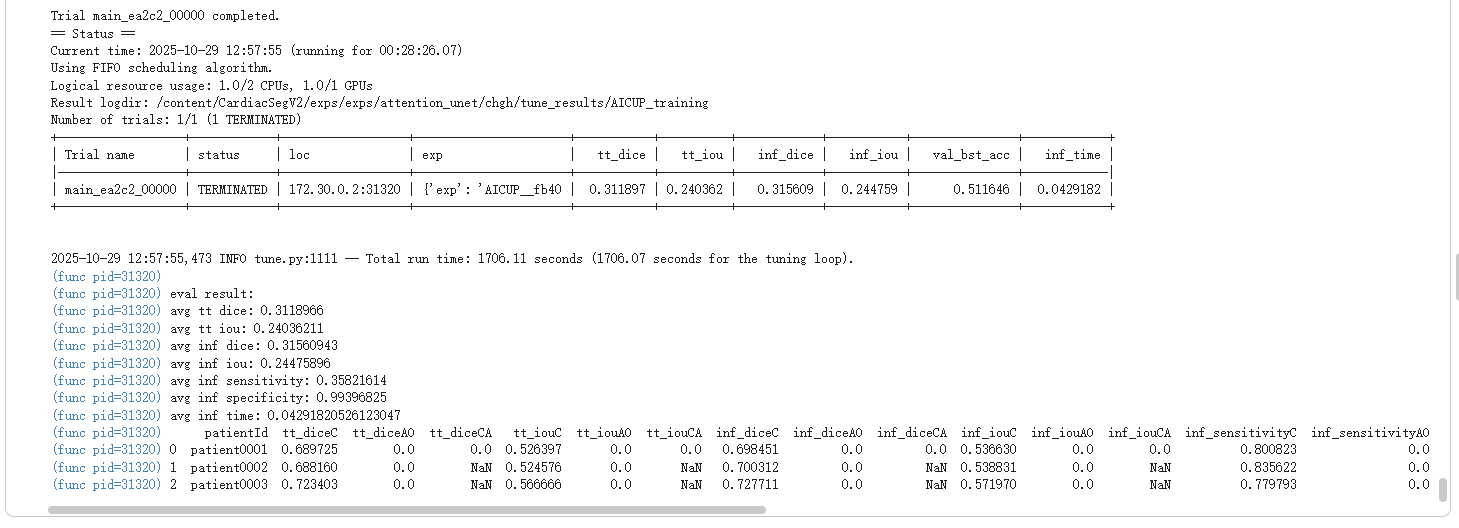 Trial main_ea2c2_00000 completed.
== Status ==
Current time: 2025-10-29 12:57:55 (running for 00:28:26.07)
Using FIFO scheduling algorithm.
Logical resource usage: 1.0/2 CPUs, 1.0/1 GPUs
Result logdir: /content/CardiacSegV2/exps/exps/attention_unet/chgh/tune_results/AICUP_training
Number of trials: 1/1 (1 TERMINATED)
+--------------------+------------+-------------------+------------------------+-----------+----------+------------+-----------+---------------+------------+
| Trial name | status | loc | exp | tt_dice | tt_iou | inf_dice | inf_iou | val_bst_acc | inf_time |
|--------------------+------------+-------------------+------------------------+-----------+----------+------------+-----------+---------------+------------|
| main_ea2c2_00000 | TERMINATED | 172.30.0.2:31320 | {'exp': 'AICUP__fb40 | 0.311897 | 0.240362 | 0.315609 | 0.244759 | 0.511646 | 0.0429182 |
+--------------------+------------+-------------------+------------------------+-----------+----------+------------+-----------+---------------+------------+
2025-10-29 12:57:55,473 INFO tune.py:1111 -- Total run time: 1706.11 seconds (1706.07 seconds for the tuning loop).
(func pid=31320)
(func pid=31320) eval result:
(func pid=31320) avg tt dice: 0.3118966
(func pid=31320) avg tt iou: 0.24036211
(func pid=31320) avg inf dice: 0.31560943
(func pid=31320) avg inf iou: 0.24475896
(func pid=31320) avg inf sensitivity: 0.35821614
(func pid=31320) avg inf specificity: 0.99396825
(func pid=31320) avg inf time: 0.04291820526123047
(func pid=31320) patientId tt_diceC tt_diceAO tt_diceCA tt_iouC tt_iouAO tt_iouCA inf_diceC inf_diceAO inf_diceCA inf_iouC inf_iouAO inf_iouCA inf_sensitivityC inf_sensitivityAO
(func pid=31320) 0 patient0001 0.689725 0.0 0.0 0.526397 0.0 0.0 0.698451 0.0 0.0 0.536630 0.0 0.0 0.800823 0.0
(func pid=31320) 1 patient0002 0.688160 0.0 NaN 0.524576 0.0 NaN 0.700312 0.0 NaN 0.538831 0.0 NaN 0.835622 0.0
(func pid=31320) 2 patient0003 0.723403 0.0 NaN 0.566666 0.0 NaN 0.727711 0.0 NaN 0.571970 0.0 NaN 0.779793 0.0